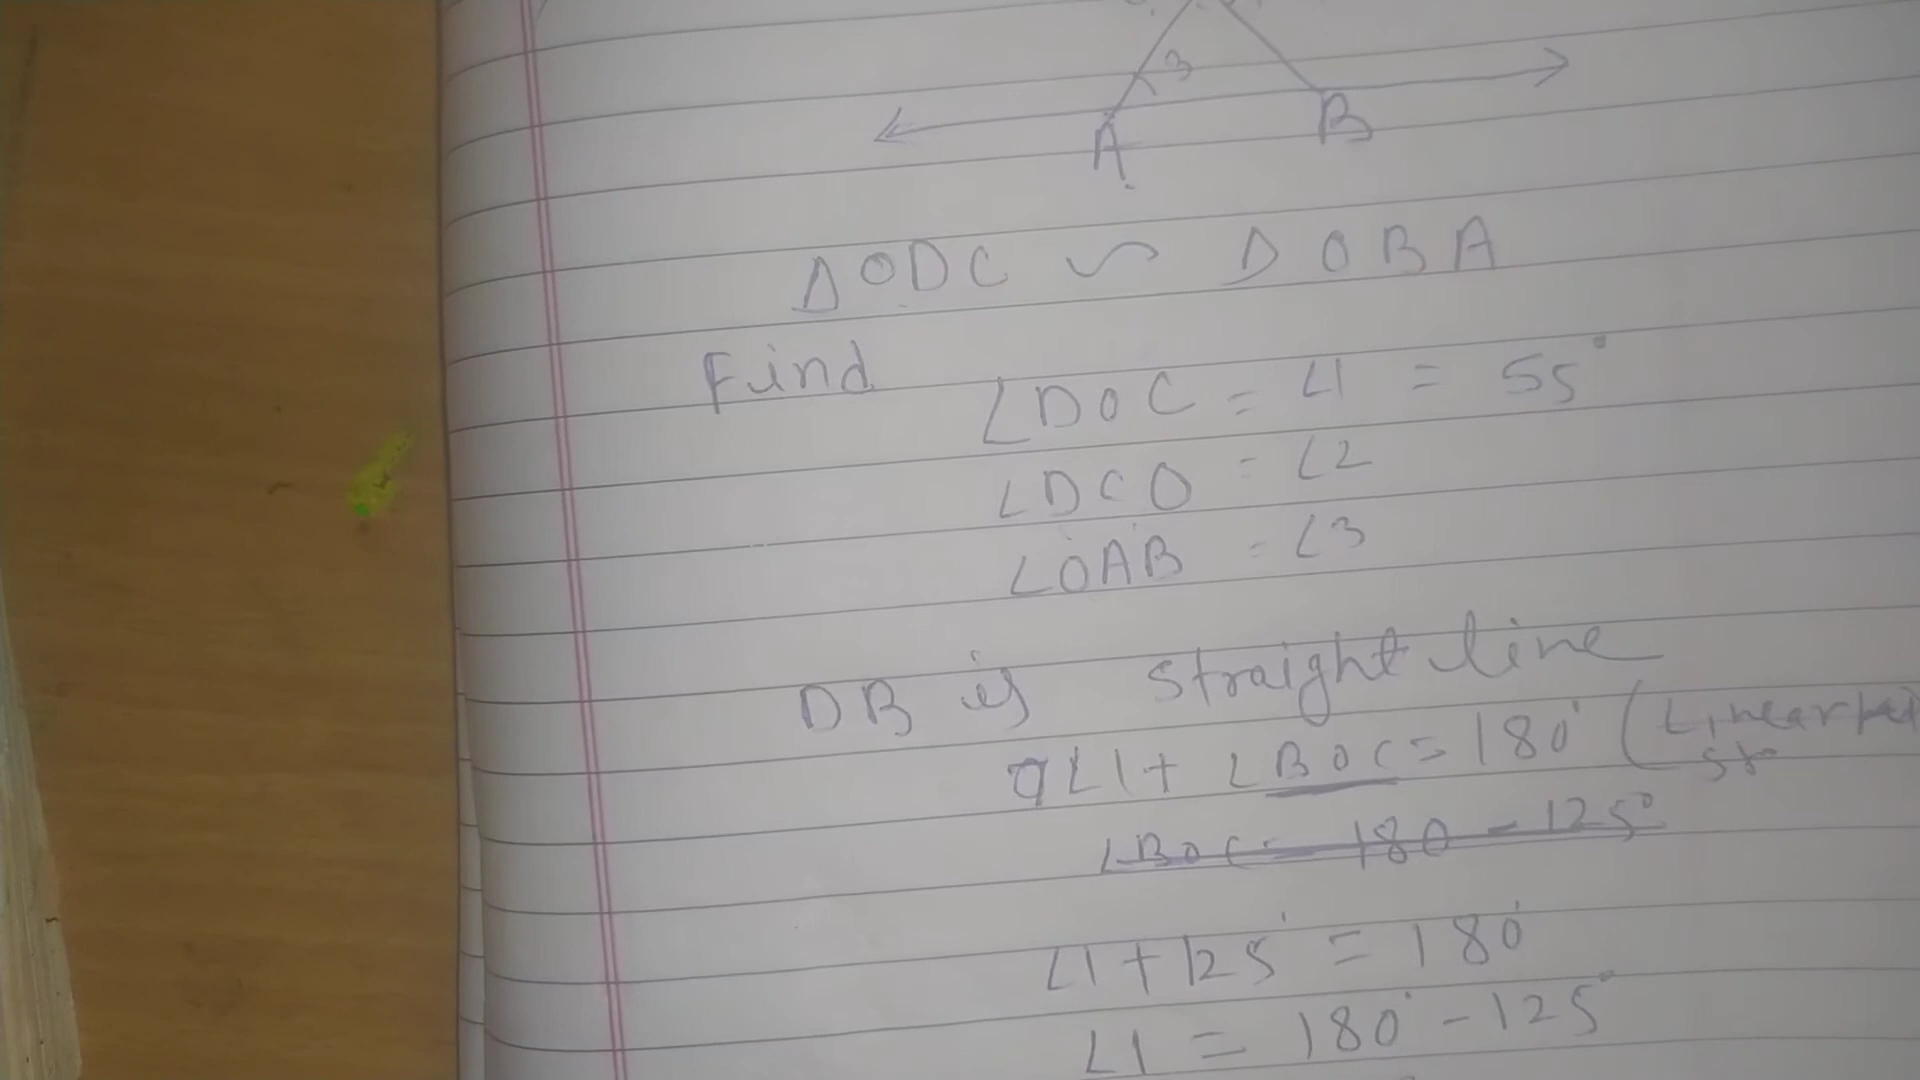 3
A B
ΔODC ~ ΔOBA
Find
∠DOC = ∠1 = 55°
∠DCO = ∠2
∠OAB = ∠3
DB is straight line
∠1 + ∠BOC = 180° (Linear
∠BOC = 180 - 125°
∠1 + 125° = 180°
∠1 = 180° - 125°